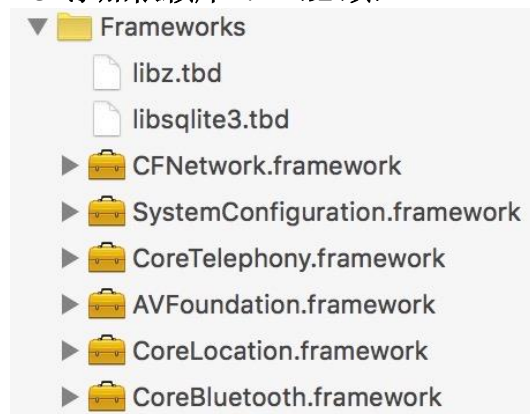 Frameworks
libz.tbd
libsqlite3.tbd
CFNetwork.framework
SystemConfiguration.framework
CoreTelephony.framework
AVFoundation.framework
CoreLocation.framework
CoreBluetooth.framework